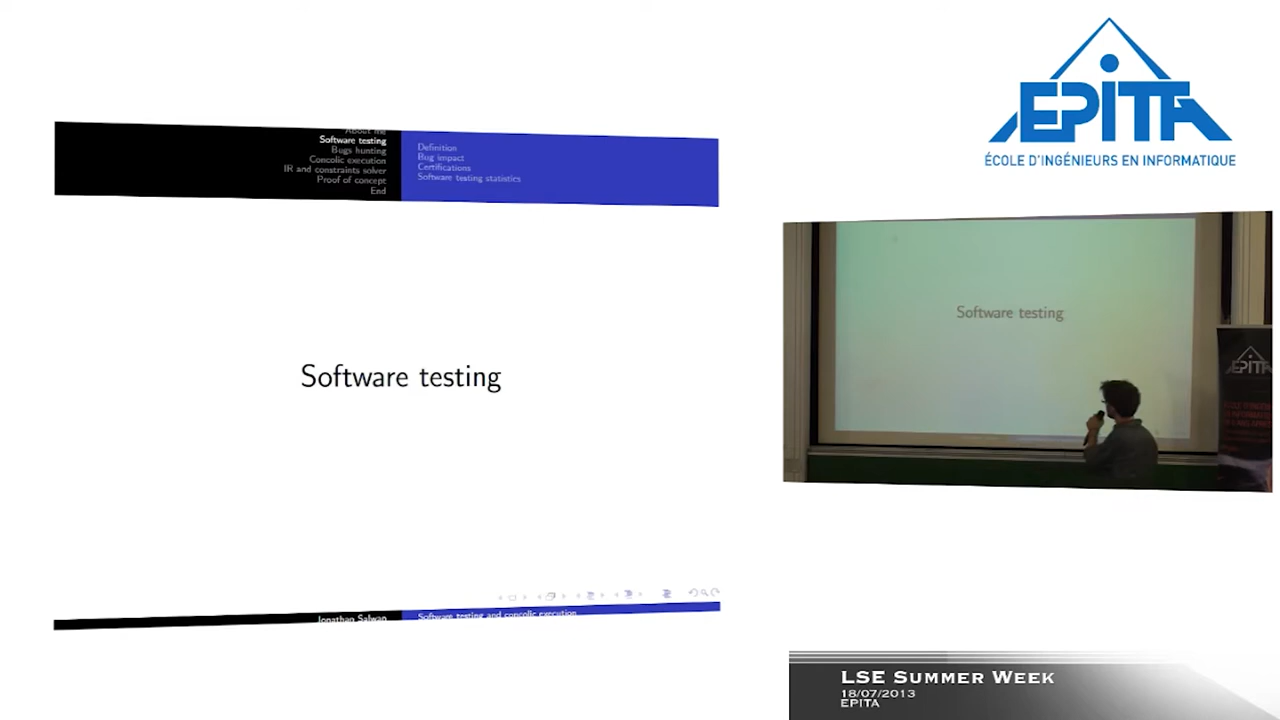 About me
Software testing
Bugs hunting
Concolic execution
IR and constraints solver
Proof of concept
End
Definition
Bug impact
Certifications
Software testing statistics
Software testing
Jonathan Salwan
Software testing and concolic execution
EPITA
ÉCOLE D'INGÉNIEURS EN INFORMATIQUE
Software testing
EPITA
LSE SUMMER WEEK
18/07/2013
EPITA